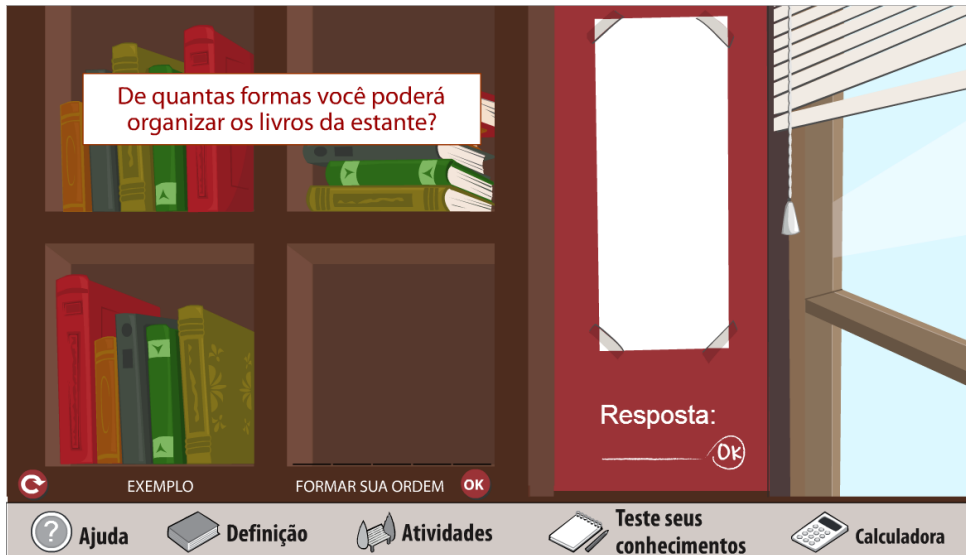 De quantas formas você poderá
organizar os livros da estante?
Resposta:
OK
EXEMPLO
FORMAR SUA ORDEM
OK
Ajuda
Definição
Atividades
Teste seus
conhecimentos
Calculadora